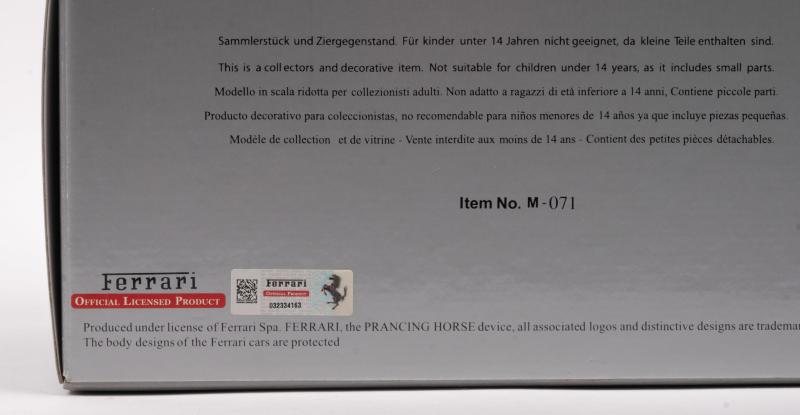 Sammlerstück und Ziergegenstand. Für kinder unter 14 Jahren nicht geeignet, da kleine Teile enthalten sind.
This is a collectors and decorative item. Not suitable for children under 14 years, as it includes small parts.
Modello in scala ridotta per collezionisti adulti. Non adatto a ragazzi di età inferiore a 14 anni, Contiene piccole parti.
Producto decorativo para coleccionistas, no recomendable para niños menores de 14 años ya que incluye piezas pequeñas.
Modèle de collection et de vitrine - Vente interdite aux moins de 14 ans - Contient des petites pièces détachables.
Item No. M-071
Ferrari
OFFICIAL LICENSED PRODUCT
Ferrari
OFFICIAL LICENSED PRODUCT
032334163
Produced under license of Ferrari Spa. FERRARI, the PRANCING HORSE device, all associated logos and distinctive designs are
The body designs of the Ferrari cars are protected